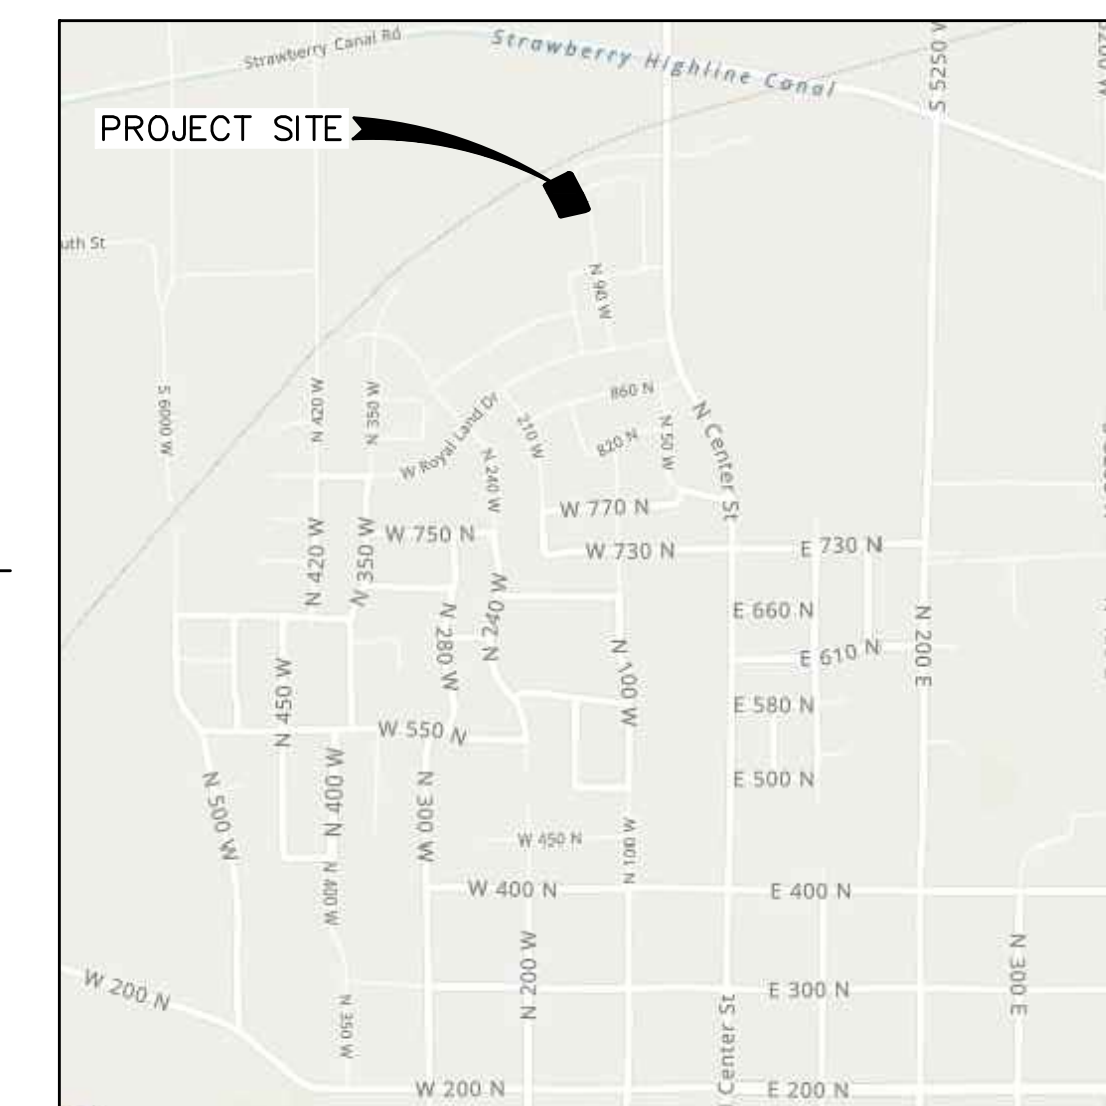 Strawberry Canal Rd
Strawberry Highline Canal
S 5250 W
PROJECT SITE
uth St
N 90 W
S 6000 W
N 420 W
N 350 W
W Royal Land Dr
N 240 W
210 W
860 N
820 N
N 50 W
N Center St
W 770 N
W 750 N
W 730 N
E 730 N
N 420 W
N 350 W
N 240 W
N 280 W
E 660 N
E 610 N
N 200 E
N 100 W
N 450 W
E 580 N
W 550 N
E 500 N
N 500 W
N 400 W
N 300 W
W 450 N
N 100 W
N 400 W
W 400 N
E 400 N
N 200 W
N 300 E
W 200 N
N 350 W
E 300 N
Center St
W 200 N
E 200 N